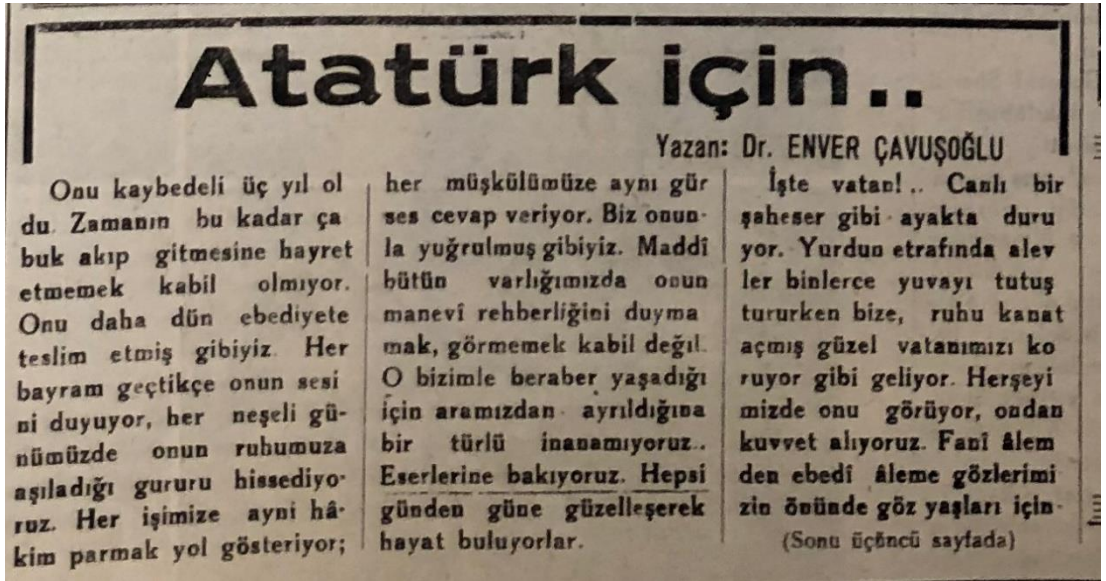 Atatürk için..
Yazan: Dr. ENVER ÇAVUŞOĞLU
Onu kaybedeli üç yıl ol
du. Zamanın bu kadar ça
buk akıp gitmesine hayret
etmemek kabil olmıyor.
Onu daha dün ebediyete
teslim etmiş gibiyiz. Her
bayram geçtikçe onun sesi
ni duyuyor, her neşeli gü-
nümüzde onun ruhumuza
aşıladığı gururu hissediyo-
ruz. Her işimize ayni hâ-
kim parmak yol gösteriyor;
her müşkülümüze aynı gür
ses cevap veriyor. Biz onun-
la yuğrulmuş gibiyiz. Maddî
bütün varlığımızda onun
manevî rehberliğini duyma
mak, görmemek kabil değil.
O bizimle beraber yaşadığı
için aramızdan ayrıldığına
bir türlü inanamıyoruz..
Eserlerine bakıyoruz. Hepsi
günden güne güzelleşerek
hayat buluyorlar.
İşte vatan!.. Canlı bir
şaheser gibi ayakta duru
yor. Yurdun etrafında alev
ler binlerce yuvayı tutuş
tururken bize, ruhu kanat
açmış güzel vatanımızı ko
ruyor gibi geliyor. Herşeyi
mizde onu görüyor, ondan
kuvvet alıyoruz. Fanî âlem
den ebedî âleme gözlerimi
zin önünde göz yaşları için-
(Sonu üçüncü sayfada)